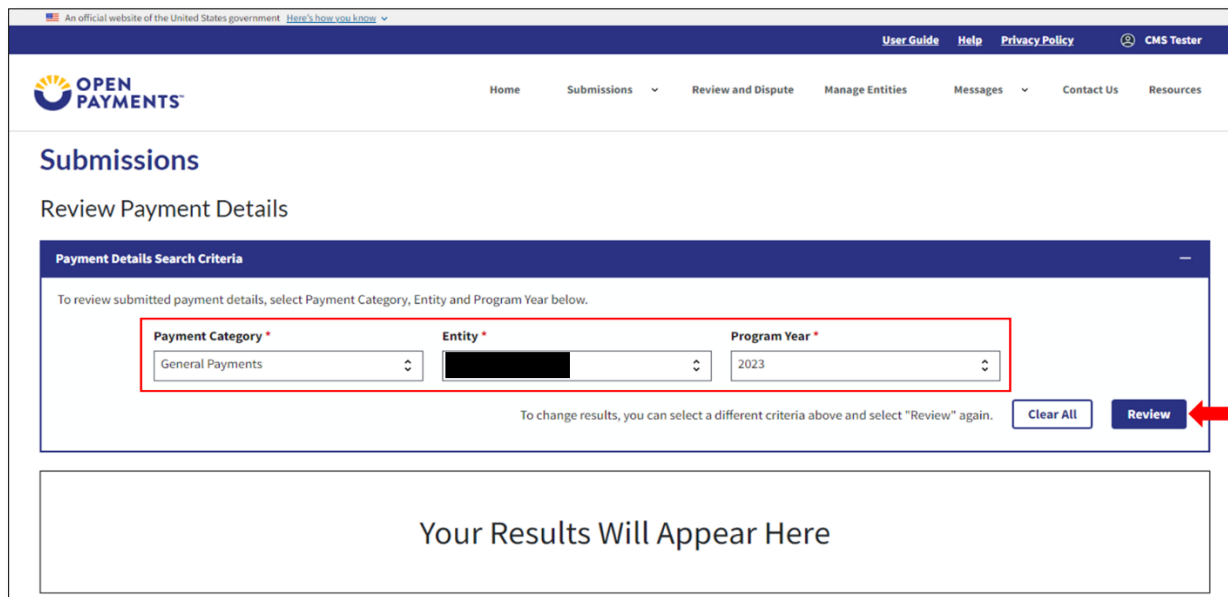 An official website of the United States government Here's how you know
User Guide Help Privacy Policy CMS Tester
OPEN PAYMENTS™
Home Submissions Review and Dispute Manage Entities Messages Contact Us Resources
Submissions
Review Payment Details
Payment Details Search Criteria
To review submitted payment details, select Payment Category, Entity and Program Year below.
Payment Category * Entity * Program Year *
General Payments 2023
To change results, you can select a different criteria above and select "Review" again. Clear All Review
Your Results Will Appear Here